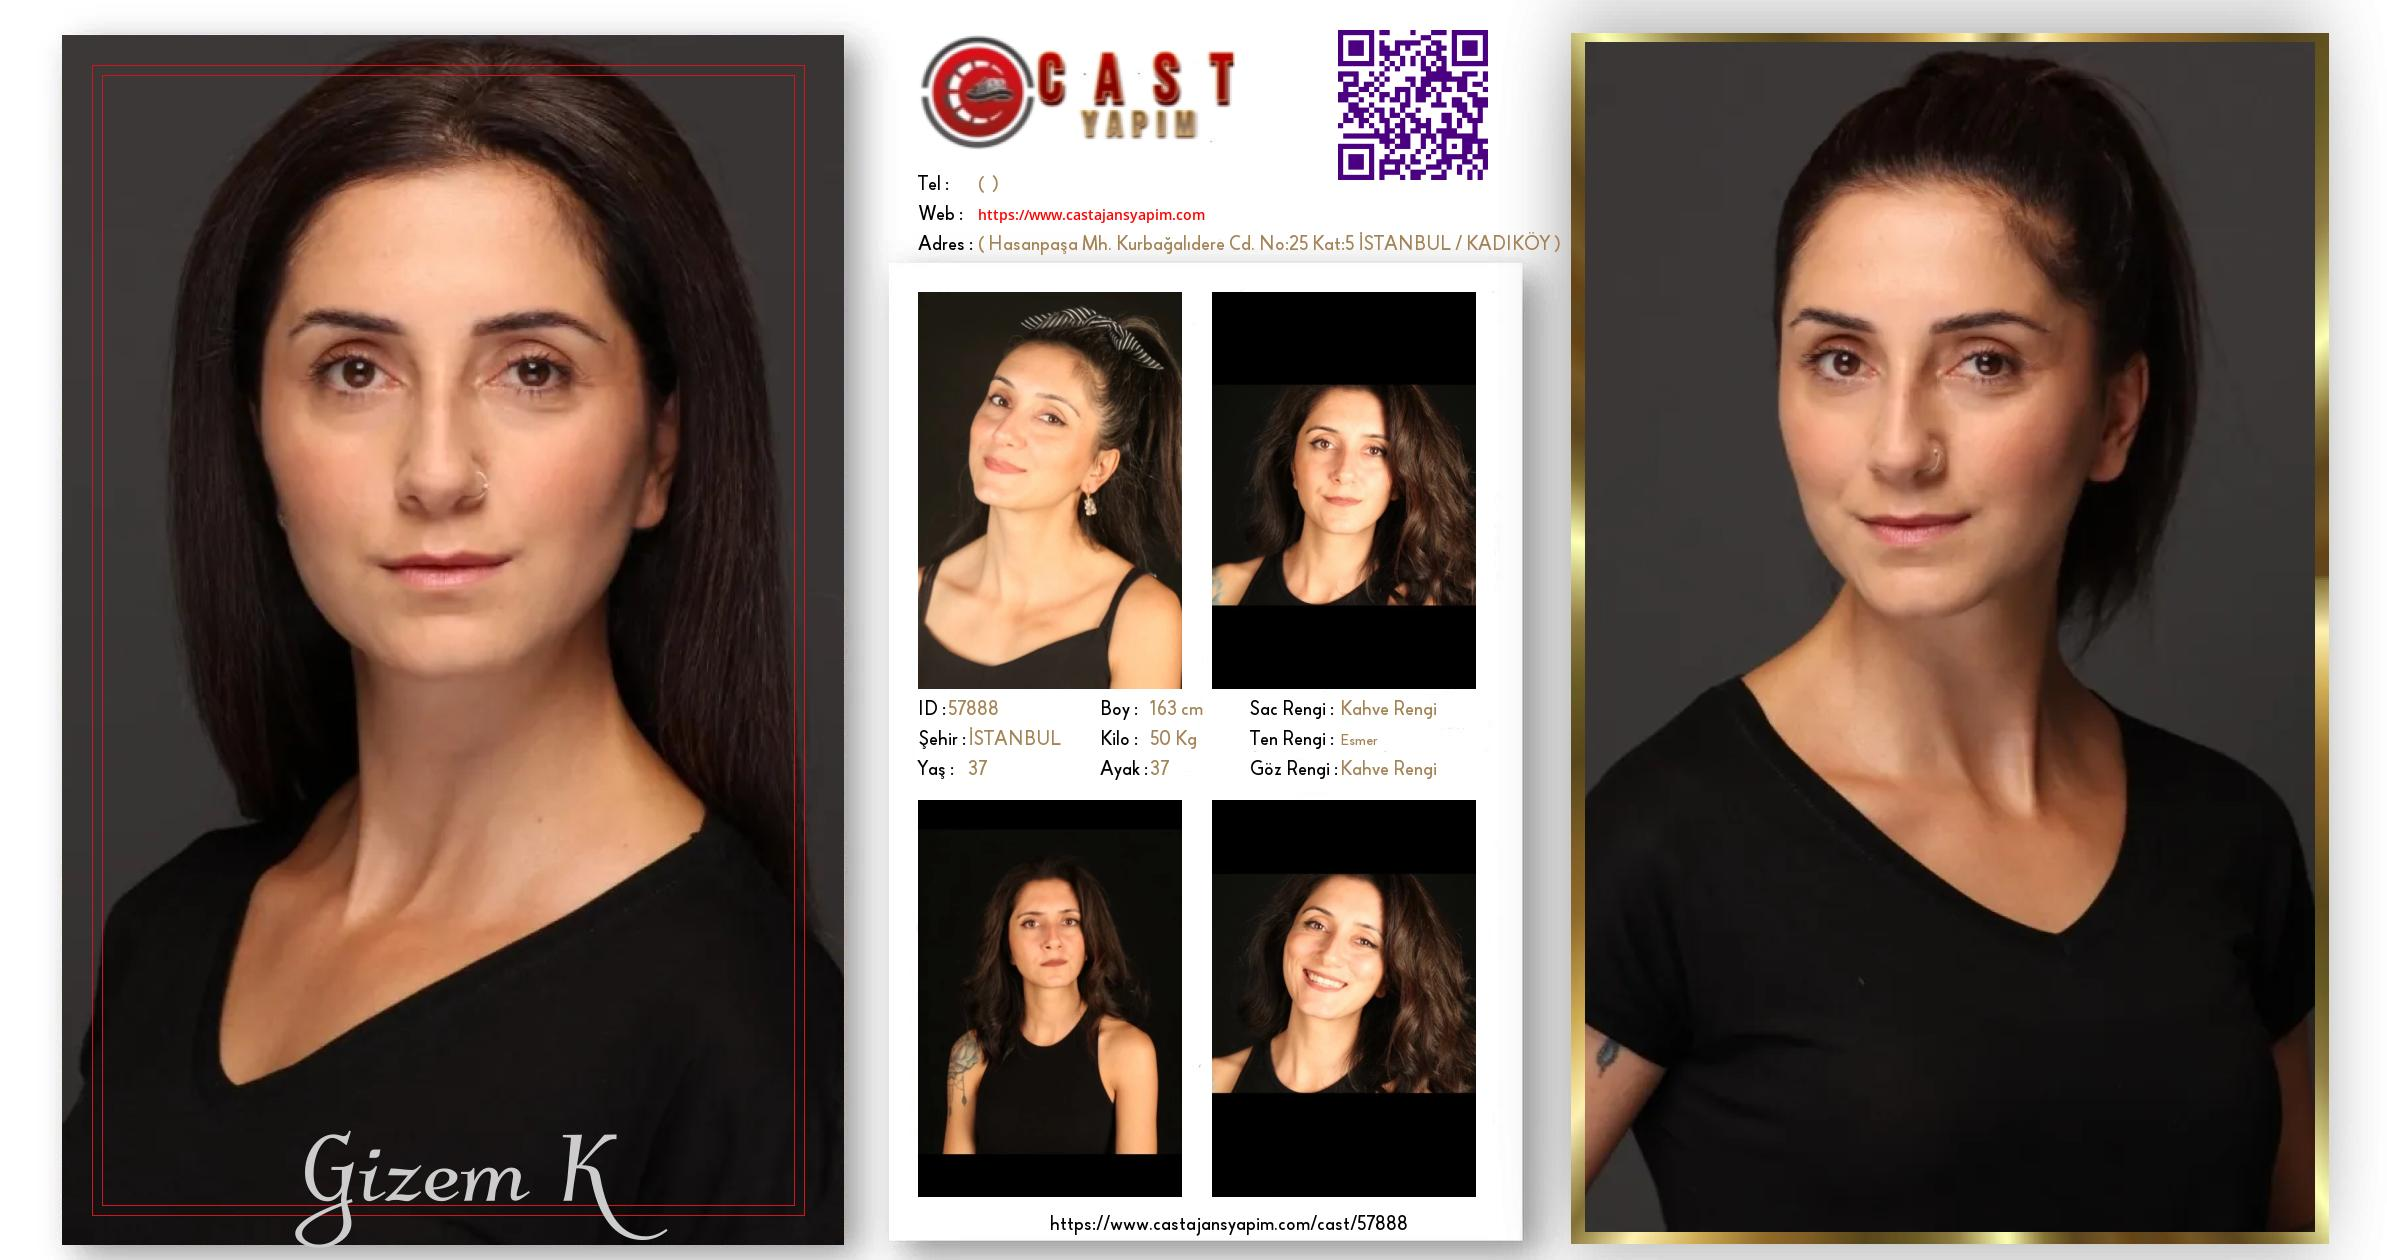 CAST
YAPIM
Tel : ( )
Web : https://www.castajansyapim.com
Adres : ( Hasanpaşa Mh. Kurbağalıdere Cd. No:25 Kat:5 İSTANBUL / KADIKÖY )
ID : 57888 Boy : 163 cm Sac Rengi : Kahve Rengi
Şehir : İSTANBUL Kilo : 50 Kg Ten Rengi : Esmer
Yaş : 37 Ayak : 37 Göz Rengi : Kahve Rengi
https://www.castajansyapim.com/cast/57888
Gizem K